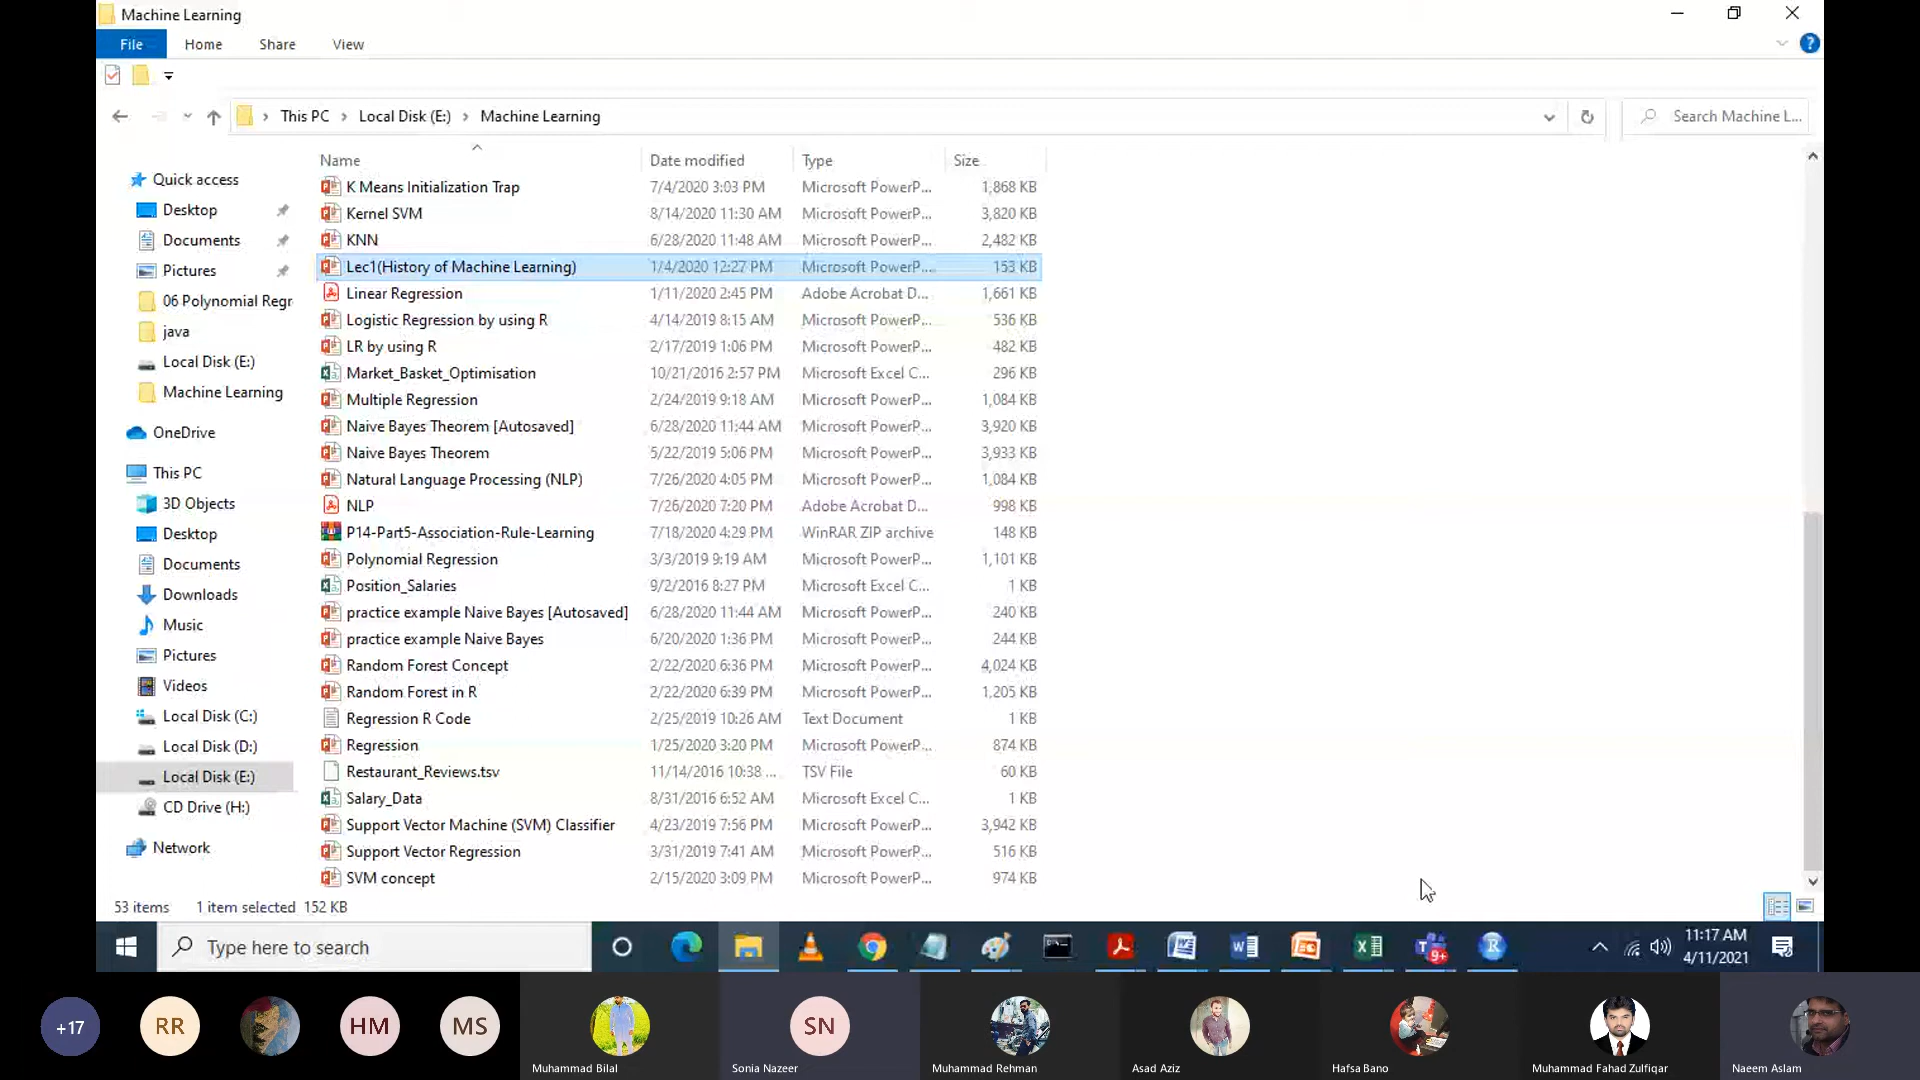 Machine Learning
File Home Share View
This PC Local Disk (E:) Machine Learning Search Machine L...
Name Date modified Type Size
Quick access
Desktop
Documents
Pictures
06 Polynomial Regr
java
Local Disk (E:)
Machine Learning
OneDrive
This PC
3D Objects
Desktop
Documents
Downloads
Music
Pictures
Videos
Local Disk (C:)
Local Disk (D:)
Local Disk (E:)
CD Drive (H:)
Network
K Means Initialization Trap 7/4/2020 3:03 PM Microsoft PowerP... 1,868 KB
Kernel SVM 8/14/2020 11:30 AM Microsoft PowerP... 3,820 KB
KNN 6/28/2020 11:48 AM Microsoft PowerP... 2,482 KB
Lec1(History of Machine Learning) 1/4/2020 12:27 PM Microsoft PowerP... 153 KB
Linear Regression 1/11/2020 2:45 PM Adobe Acrobat D... 1,661 KB
Logistic Regression by using R 4/14/2019 8:15 AM Microsoft PowerP... 536 KB
LR by using R 2/17/2019 1:06 PM Microsoft PowerP... 482 KB
Market_Basket_Optimisation 10/21/2016 2:57 PM Microsoft Excel C... 296 KB
Multiple Regression 2/24/2019 9:18 AM Microsoft PowerP... 1,084 KB
Naive Bayes Theorem [Autosaved] 6/28/2020 11:44 AM Microsoft PowerP... 3,920 KB
Naive Bayes Theorem 5/22/2019 5:06 PM Microsoft PowerP... 3,933 KB
Natural Language Processing (NLP) 7/26/2020 4:05 PM Microsoft PowerP... 1,084 KB
NLP 7/26/2020 7:20 PM Adobe Acrobat D... 998 KB
P14-Part5-Association-Rule-Learning 7/18/2020 4:29 PM WinRAR ZIP archive 148 KB
Polynomial Regression 3/3/2019 9:19 AM Microsoft PowerP... 1,101 KB
Position_Salaries 9/2/2016 8:27 PM Microsoft Excel C... 1 KB
practice example Naive Bayes [Autosaved] 6/28/2020 11:44 AM Microsoft PowerP... 240 KB
practice example Naive Bayes 6/20/2020 1:36 PM Microsoft PowerP... 244 KB
Random Forest Concept 2/22/2020 6:36 PM Microsoft PowerP... 4,024 KB
Random Forest in R 2/22/2020 6:39 PM Microsoft PowerP... 1,205 KB
Regression R Code 2/25/2019 10:26 AM Text Document 1 KB
Regression 1/25/2020 3:20 PM Microsoft PowerP... 874 KB
Restaurant_Reviews.tsv 11/14/2016 10:38 ... TSV File 60 KB
Salary_Data 8/31/2016 6:52 AM Microsoft Excel C... 1 KB
Support Vector Machine (SVM) Classifier 4/23/2019 7:56 PM Microsoft PowerP... 3,942 KB
Support Vector Regression 3/31/2019 7:41 AM Microsoft PowerP... 516 KB
SVM concept 2/15/2020 3:09 PM Microsoft PowerP... 974 KB
53 items 1 item selected 152 KB
Type here to search 9+ 11:17 AM
4/11/2021
+17 RR HM MS SN
Muhammad Bilal Sonia Nazeer Muhammad Rehman Asad Aziz Hafsa Bano Muhammad Fahad Zulfiqar Naeem Aslam